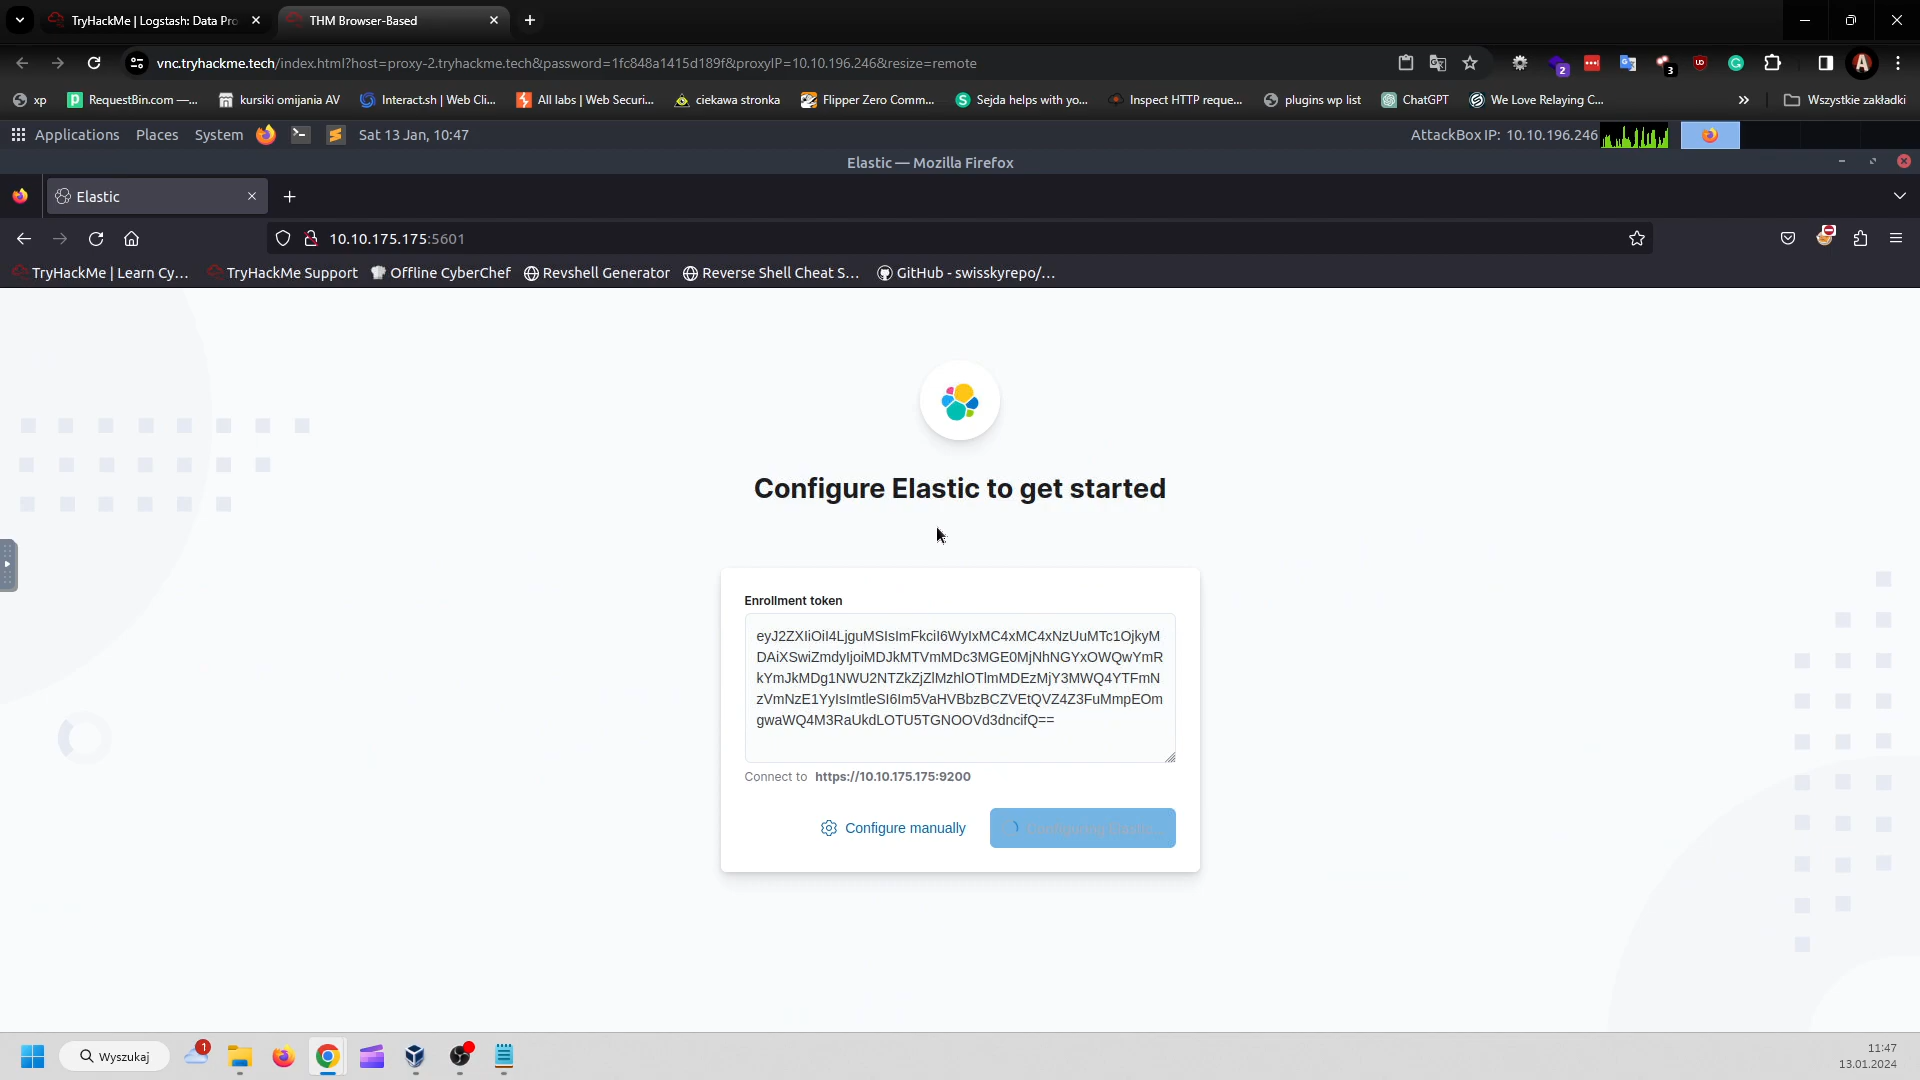 TryHackMe | Logstash: Data Pro
THM Browser-Based
vnc.tryhackme.tech/index.html?host=proxy-2.tryhackme.tech&password=1fc848a1415d189f&proxyIP=10.10.196.246&resize=remote
2
3
A
xp
RequestBin.com —...
kursiki omijania AV
Interact.sh | Web Cli...
All labs | Web Securi...
ciekawa stronka
Flipper Zero Comm...
Sejda helps with yo...
Inspect HTTP reque...
plugins wp list
ChatGPT
We Love Relaying C...
»
Wszystkie zakładki
Applications
Places
System
Sat 13 Jan, 10:47
AttackBox IP: 10.10.196.246
Elastic — Mozilla Firefox
Elastic
10.10.175.175:5601
TryHackMe | Learn Cy...
TryHackMe Support
Offline CyberChef
Revshell Generator
Reverse Shell Cheat S...
GitHub - swisskyrepo/...
Configure Elastic to get started
Enrollment token
eyJ2ZXIiOiI4LjguMSIsImFkciI6WyIxMC4xMC4xNzUuMTc1OjkyM
DAiXSwiZmdyIjoiMDJkMTVmMDc3MGE0MjNhNGYxOWQwYmR
kYmJkMDg1NWU2NTZkZjZlMzhlOTlmMDEzMjY3MWQ4YTFmN
zVmNzE1YyIsImtleSI6Im5VaHVBbzBCZVEtQVZ4Z3FuMmpEOm
gwaWQ4M3RaUkdLOTU5TGNOOVd3dncifQ==
Connect to https://10.10.175.175:9200
Configure manually
Configuring Elastic...
1
Wyszukaj
11:47
13.01.2024